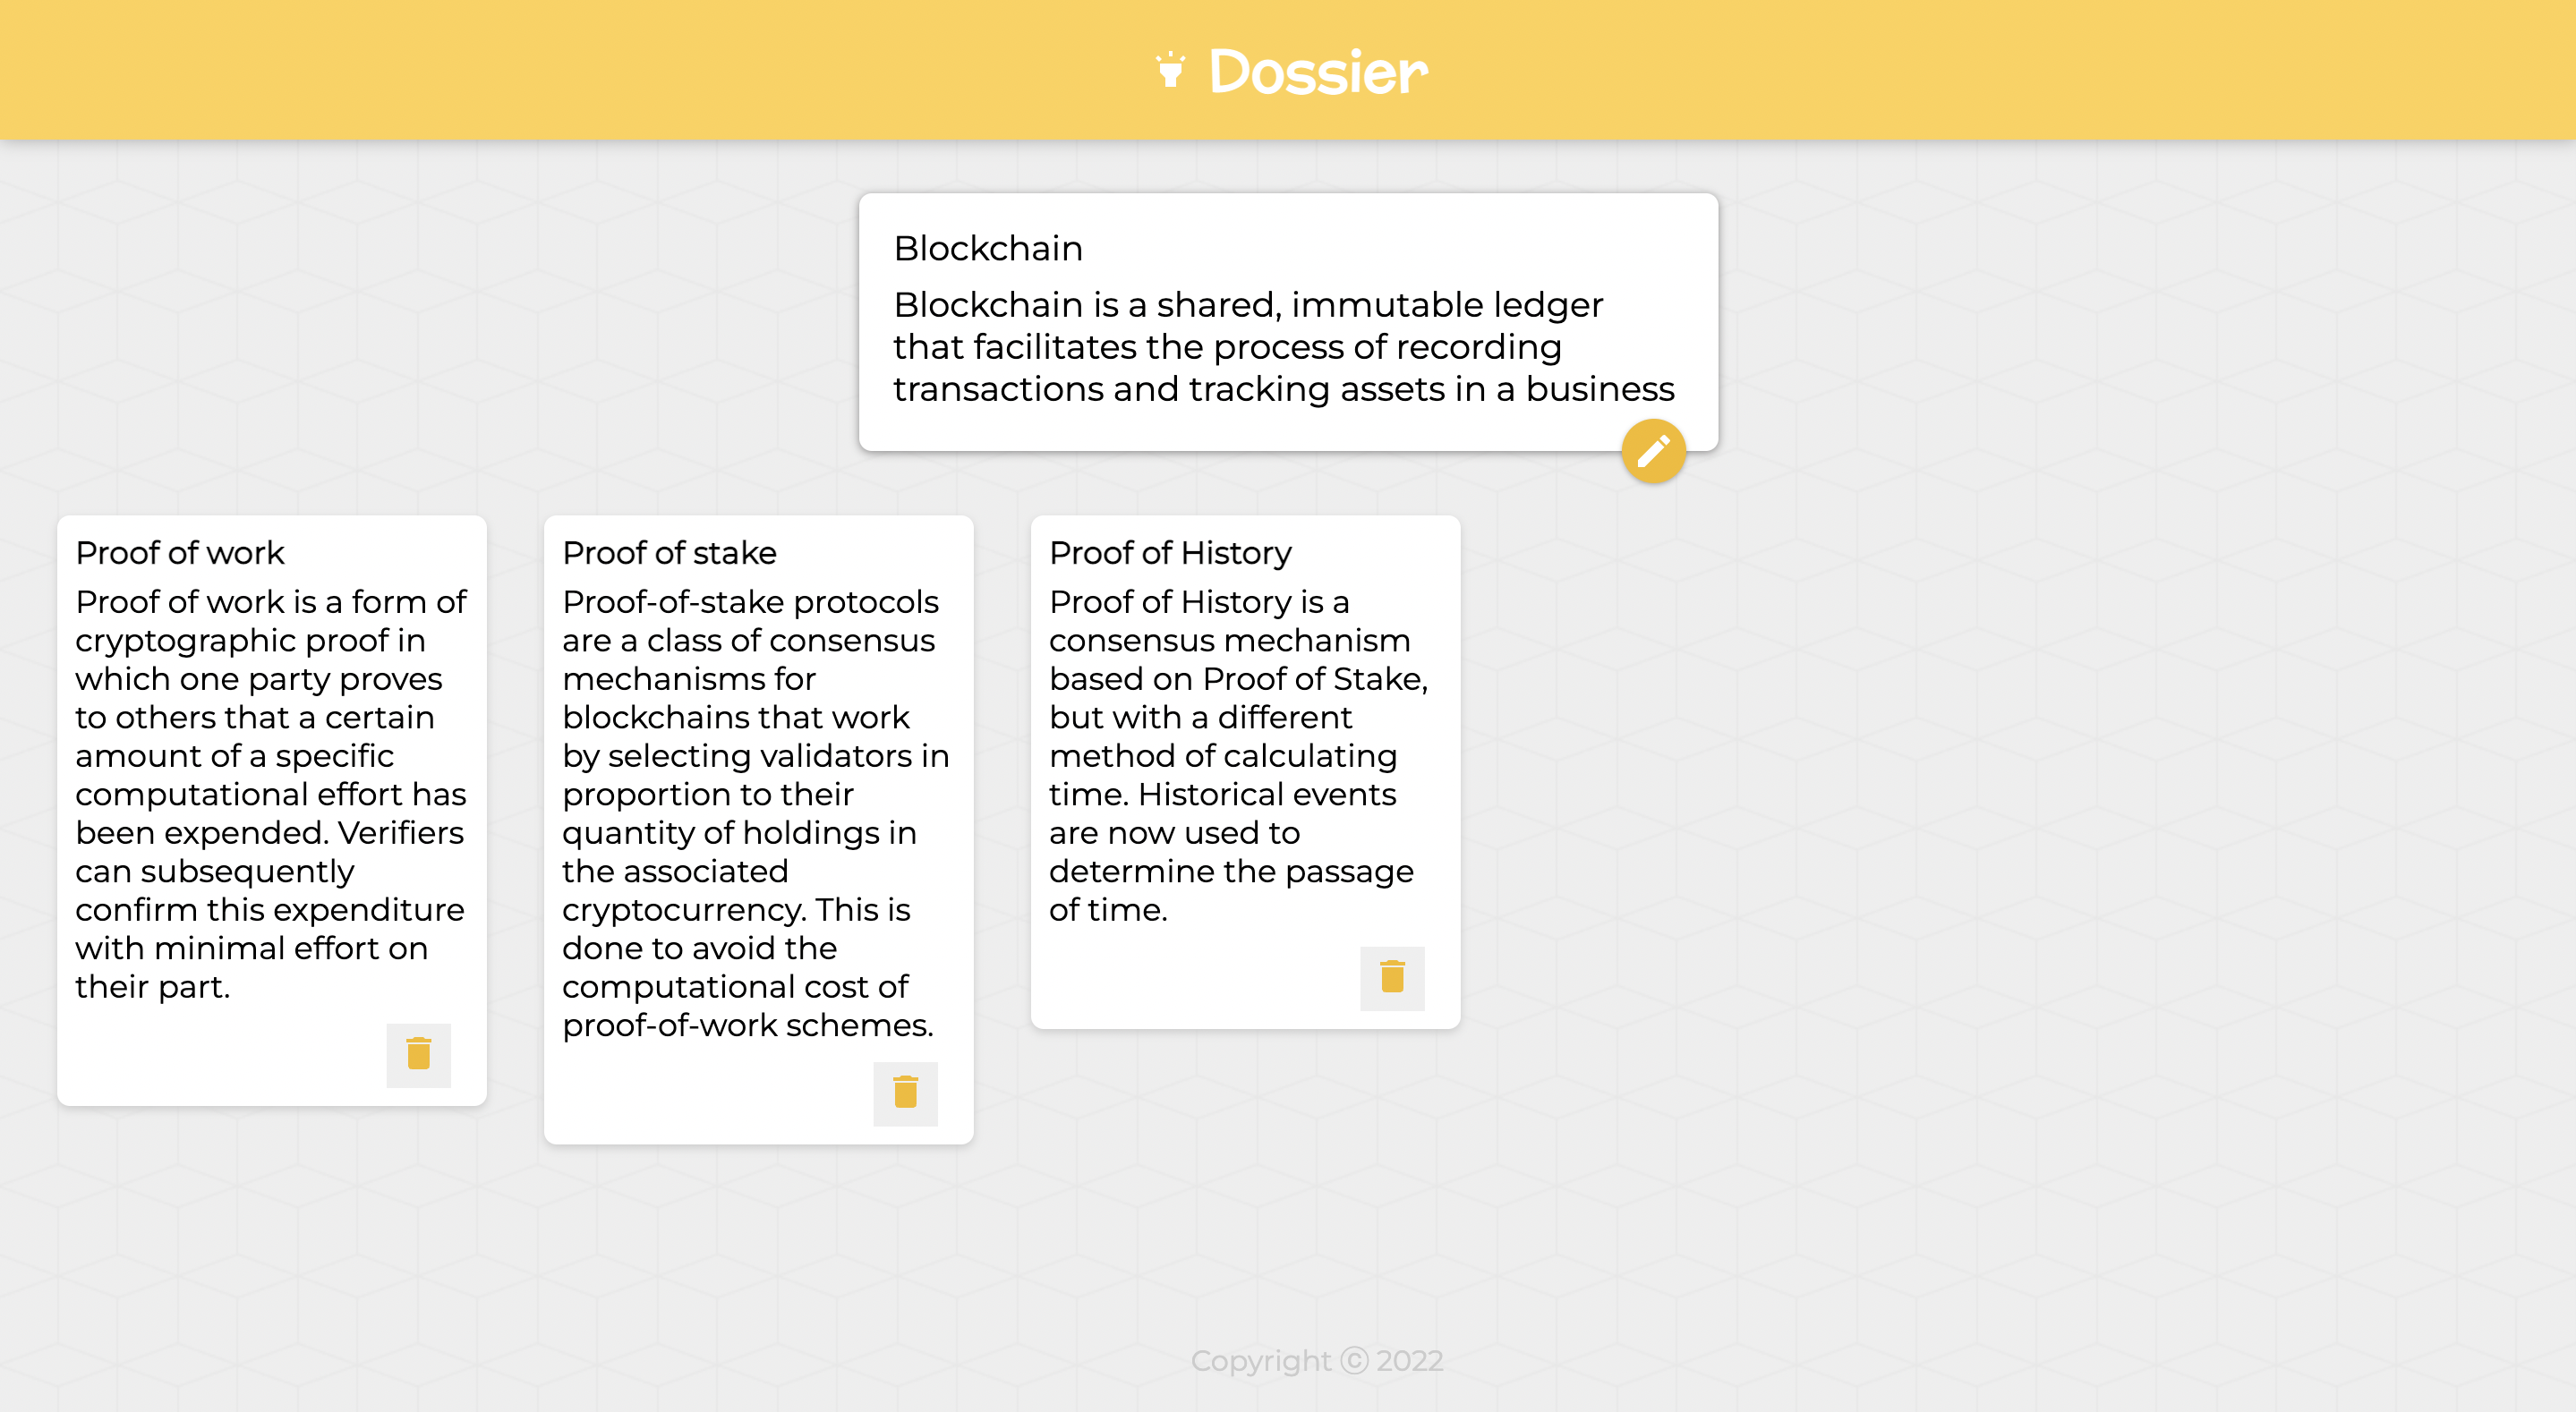 Dossier
Blockchain
Blockchain is a shared, immutable ledger
that facilitates the process of recording
transactions and tracking assets in a business
Proof of work
Proof of work is a form of
cryptographic proof in
which one party proves
to others that a certain
amount of a specific
computational effort has
been expended. Verifiers
can subsequently
confirm this expenditure
with minimal effort on
their part.
Proof of stake
Proof-of-stake protocols
are a class of consensus
mechanisms for
blockchains that work
by selecting validators in
proportion to their
quantity of holdings in
the associated
cryptocurrency. This is
done to avoid the
computational cost of
proof-of-work schemes.
Proof of History
Proof of History is a
consensus mechanism
based on Proof of Stake,
but with a different
method of calculating
time. Historical events
are now used to
determine the passage
of time.
Copyright ⓒ 2022